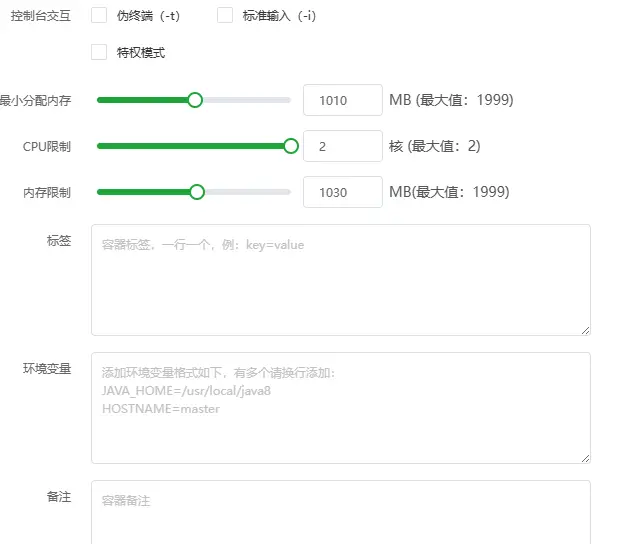 控制台交互 伪终端（-t） 标准输入（-i）
特权模式
最小分配内存 1010 MB (最大值：1999)
CPU限制 2 核 (最大值：2)
内存限制 1030 MB(最大值：1999)
标签 容器标签，一行一个，例：key=value
环境变量 添加环境变量格式如下，有多个请换行添加：
JAVA_HOME=/usr/local/java8
HOSTNAME=master
备注 容器备注